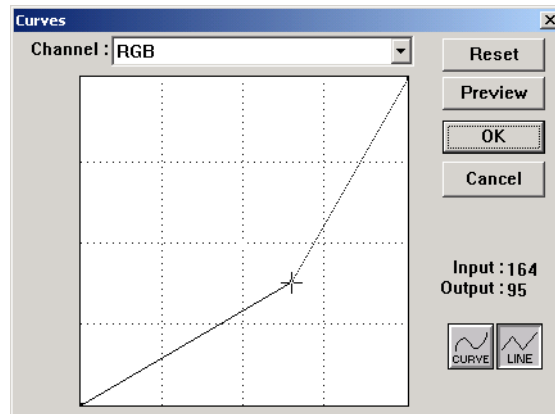 Curves
Channel : RGB
Reset
Preview
OK
Cancel
Input : 164
Output : 95
CURVE
LINE